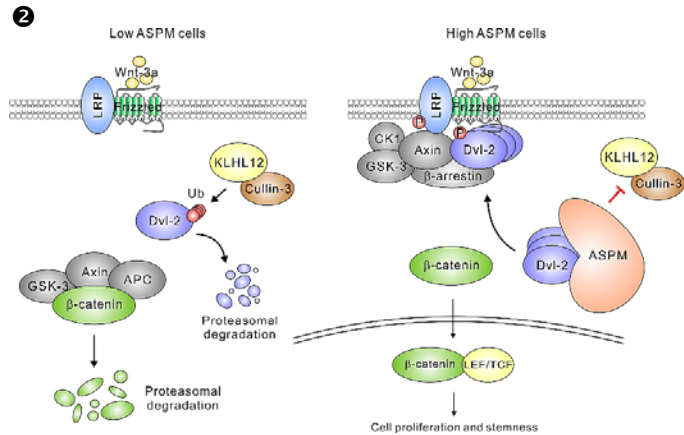 ❷
Low ASPM cells
Wnt-3a
LRP
Frizzled
KLHL12
Cullin-3
Ub
Dvl-2
Axin
APC
GSK-3
β-catenin
Proteasomal
degradation
Proteasomal
degradation
High ASPM cells
Wnt-3a
LRP
Frizzled
P
P
CK1
Axin
Dvl-2
GSK-3
β-arrestin
KLHL12
Cullin-3
Dvl-2
ASPM
β-catenin
β-catenin
LEF/TCF
Cell proliferation and stemness